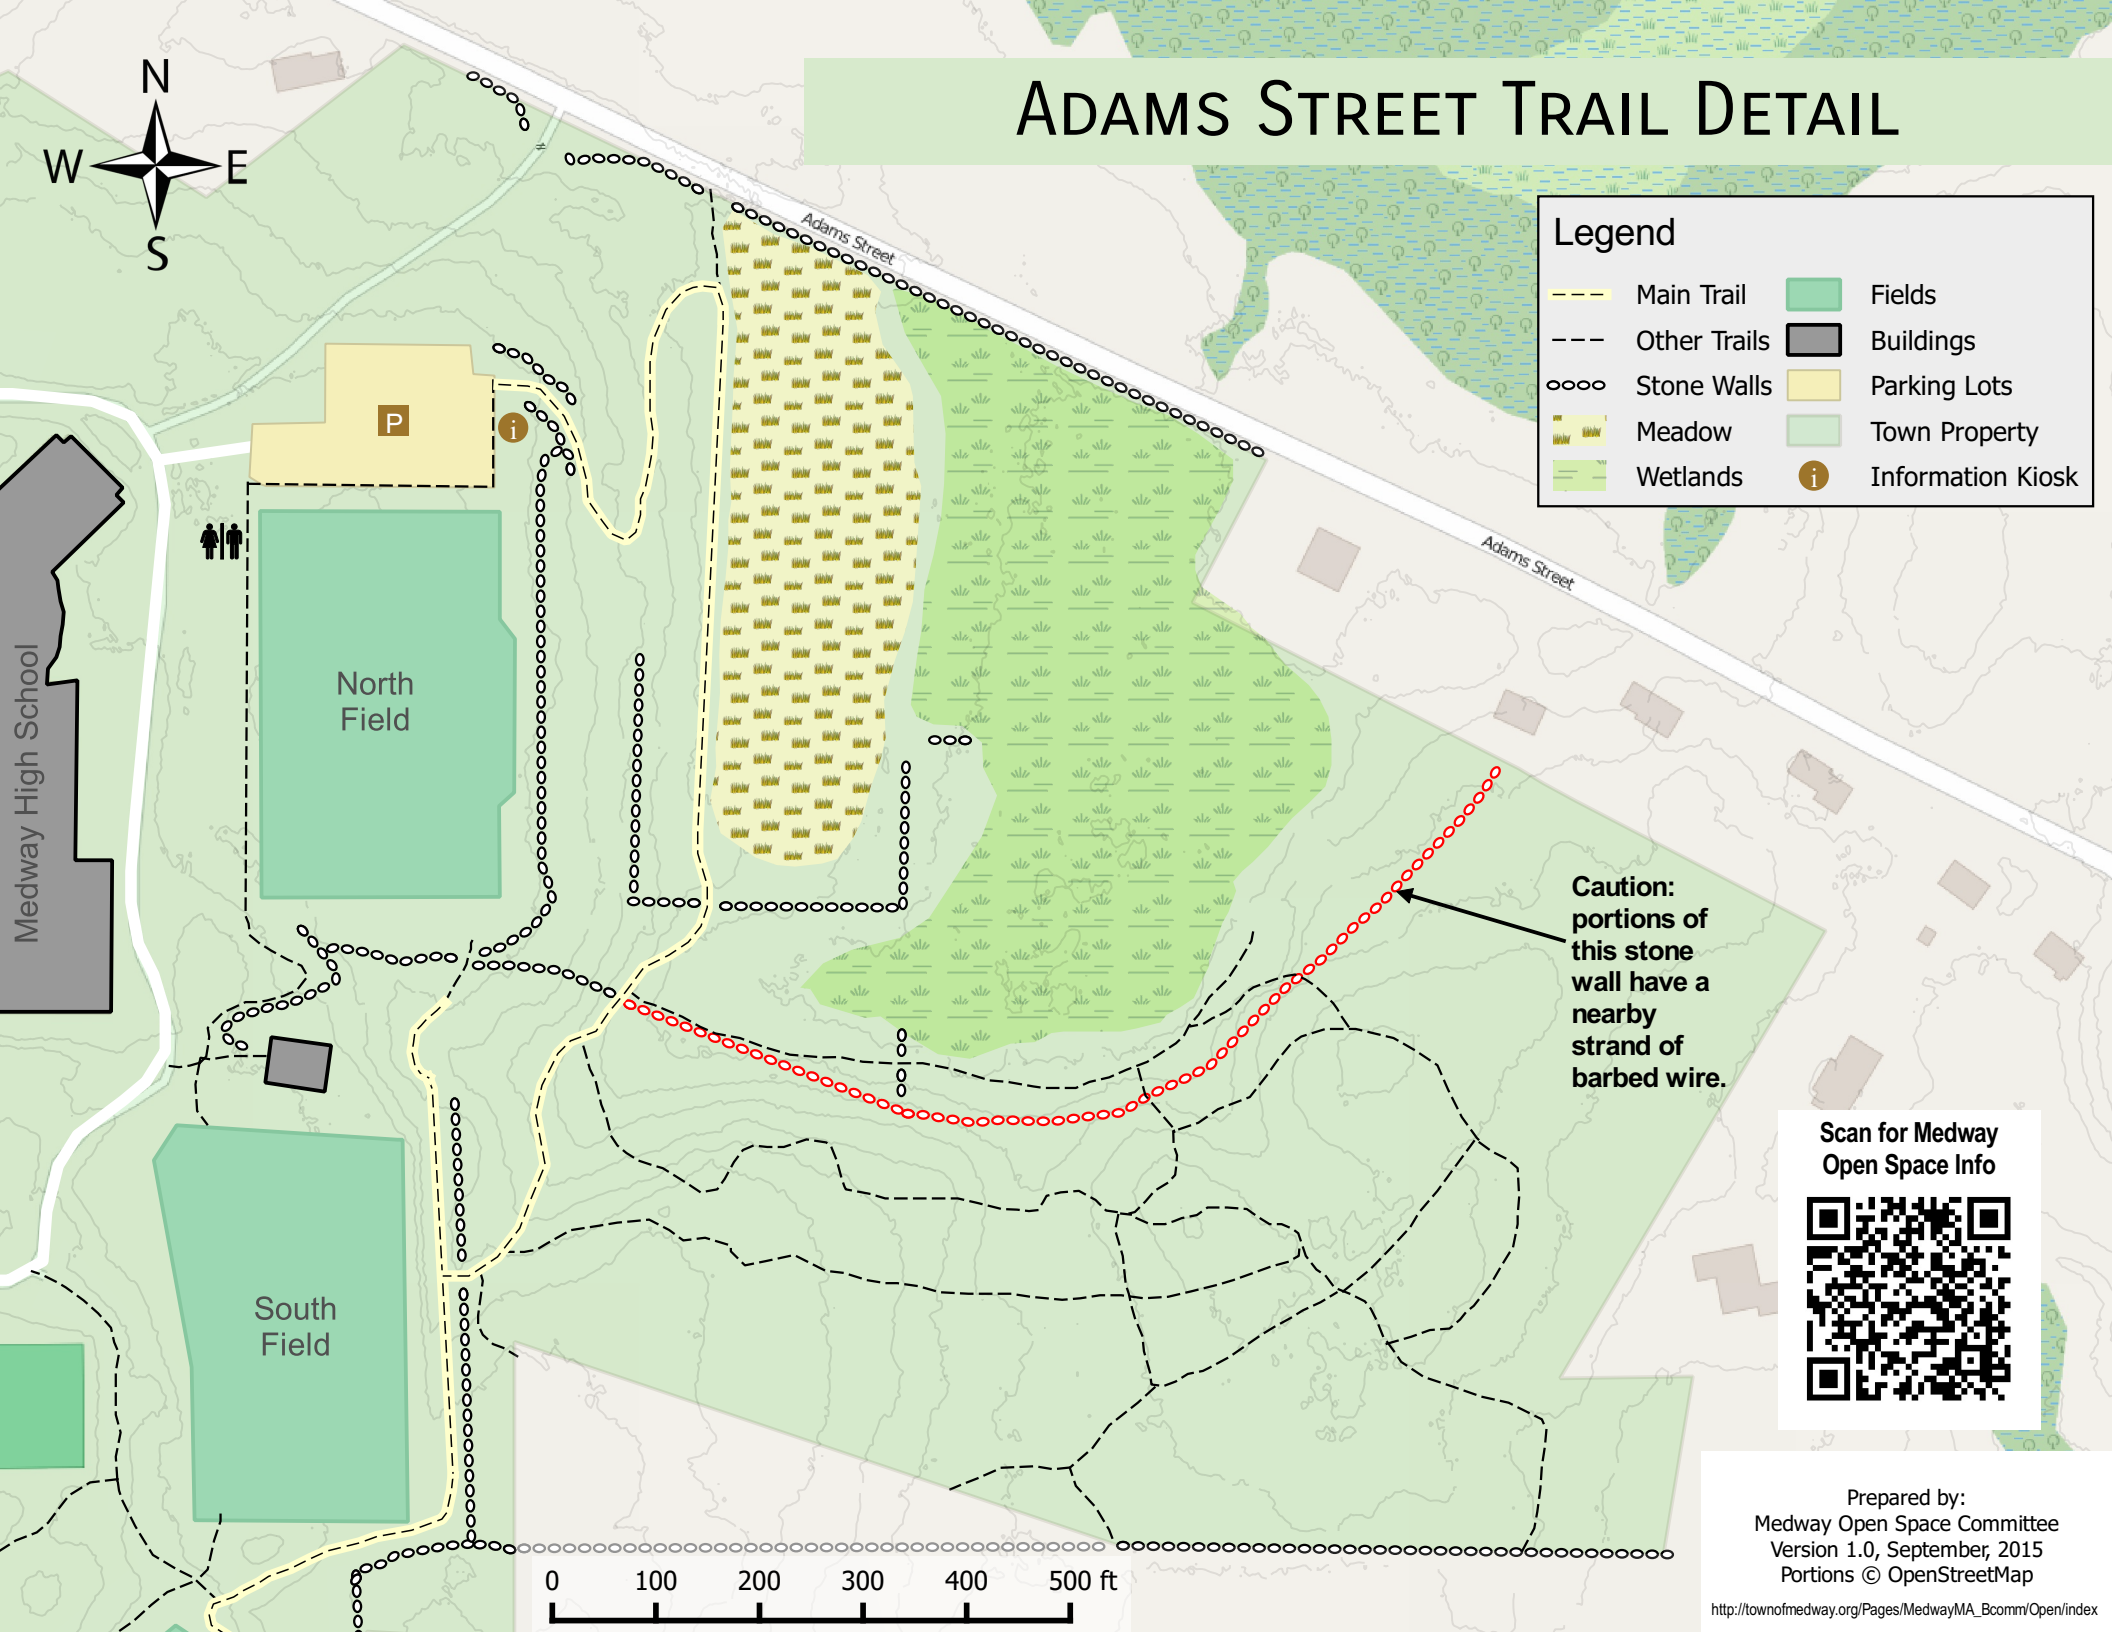 Adams Street Trail Detail
N
W E
S
Adams Street
Legend
Main Trail
Fields
Other Trails
Buildings
Stone Walls
Parking Lots
Meadow
Town Property
Wetlands
i
Information Kiosk
P
i
Adams Street
North
Field
Medway High School
Caution:
portions of
this stone
wall have a
nearby
strand of
barbed wire.
Scan for Medway
Open Space Info
South
Field
0 100 200 300 400 500 ft
Prepared by:
Medway Open Space Committee
Version 1.0, September, 2015
Portions © OpenStreetMap
http://townofmedway.org/Pages/MedwayMA_Bcomm/Open/index